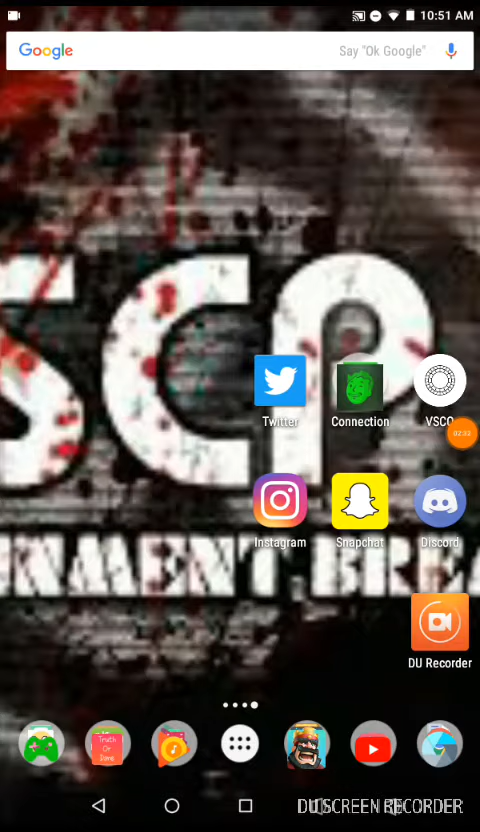 10:51 AM
Google Say "Ok Google"
SCP
NMENT BREA
Twitter Connection VSCO
02:33
Instagram Snapchat Discord
DU Recorder
Truth
Or
Dare
DU SCREEN RECORDER